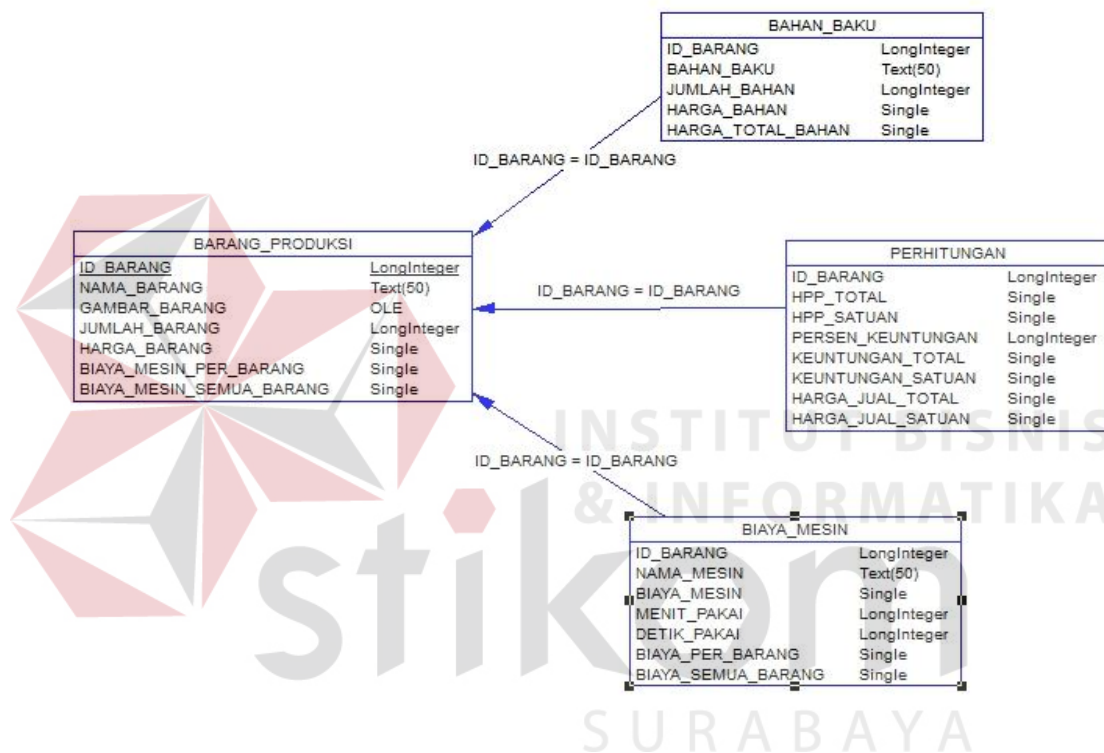 BAHAN_BAKU
ID_BARANG LongInteger
BAHAN_BAKU Text(50)
JUMLAH_BAHAN LongInteger
HARGA_BAHAN Single
HARGA_TOTAL_BAHAN Single
ID_BARANG = ID_BARANG
BARANG_PRODUKSI
ID_BARANG LongInteger
NAMA_BARANG Text(50)
GAMBAR_BARANG OLE
JUMLAH_BARANG LongInteger
HARGA_BARANG Single
BIAYA_MESIN_PER_BARANG Single
BIAYA_MESIN_SEMUA_BARANG Single
ID_BARANG = ID_BARANG
PERHITUNGAN
ID_BARANG LongInteger
HPP_TOTAL Single
HPP_SATUAN Single
PERSEN_KEUNTUNGAN LongInteger
KEUNTUNGAN_TOTAL Single
KEUNTUNGAN_SATUAN Single
HARGA_JUAL_TOTAL Single
HARGA_JUAL_SATUAN Single
INSTITUT BISNIS
& INFORMATIKA
ID_BARANG = ID_BARANG
BIAYA_MESIN
ID_BARANG LongInteger
NAMA_MESIN Text(50)
BIAYA_MESIN Single
MENIT_PAKAI LongInteger
DETIK_PAKAI LongInteger
BIAYA_PER_BARANG Single
BIAYA_SEMUA_BARANG Single
stikom
SURABAYA